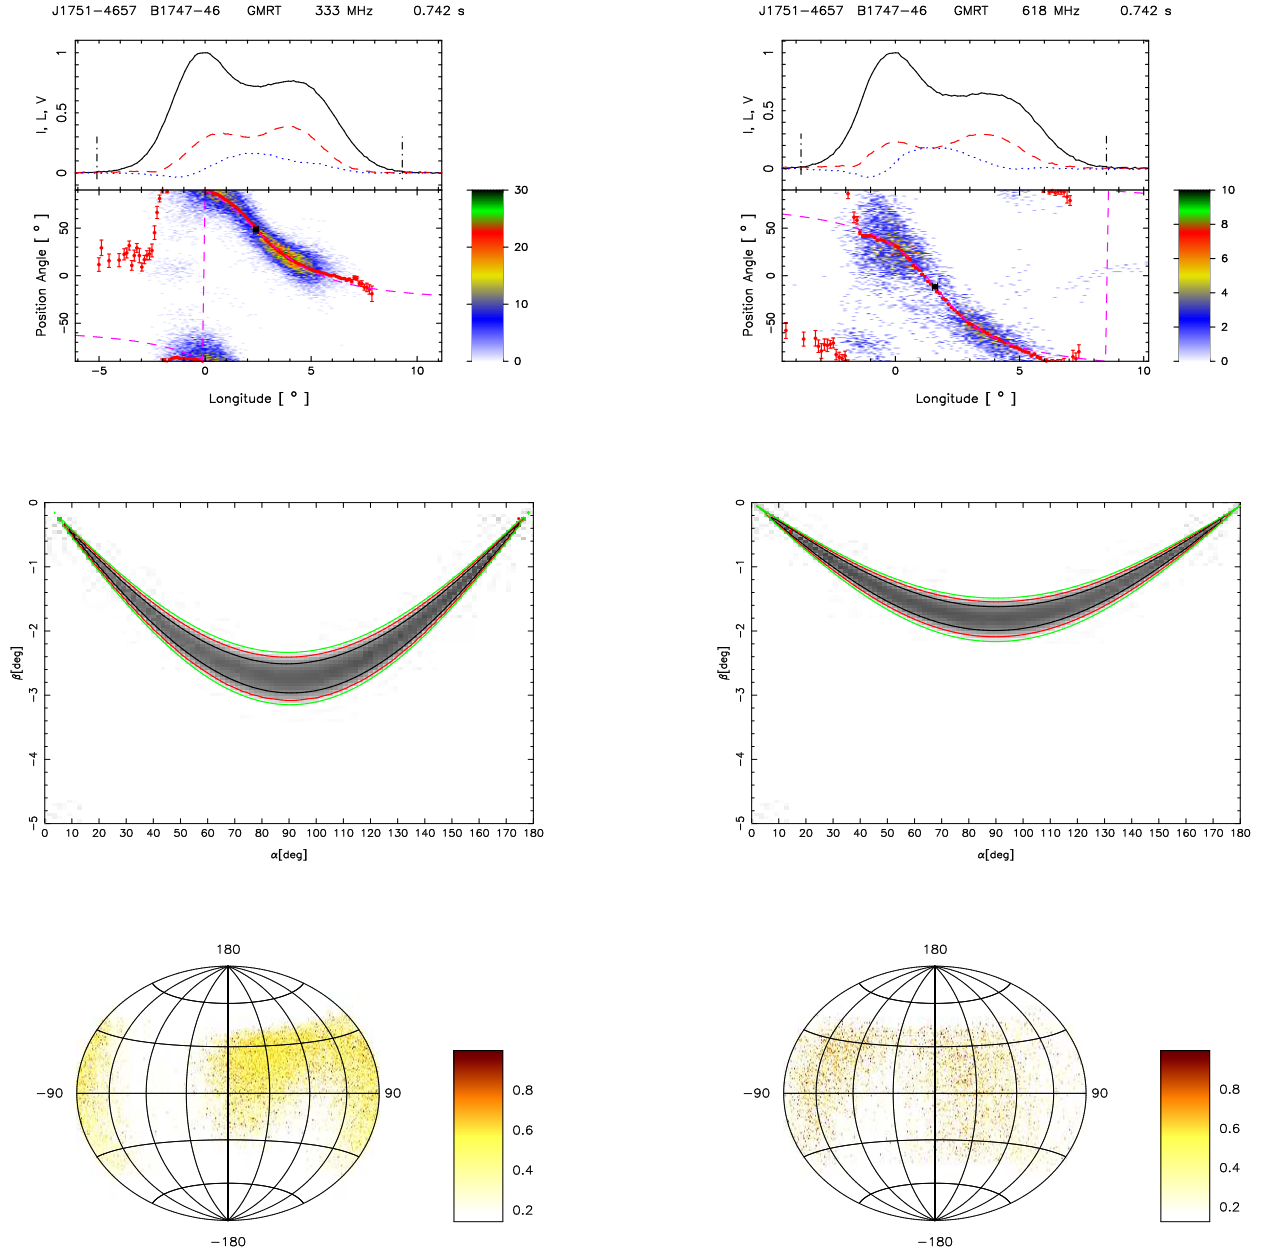 J1751−4657 B1747−46 GMRT 333 MHz 0.742 s
I, L, V
0 0.5 1
Position Angle [ ° ]
−50 0 50
−5 0 5 10
Longitude [ ° ]
0 10 20 30
J1751−4657 B1747−46 GMRT 618 MHz 0.742 s
I, L, V
0 0.5 1
Position Angle [ ° ]
−50 0 50
0 5 10
Longitude [ ° ]
0 2 4 6 8 10
β[deg]
0 −1 −2 −3 −4 −5
0 10 20 30 40 50 60 70 80 90 100 110 120 130 140 150 160 170 180
α[deg]
β[deg]
0 −1 −2 −3 −4 −5
0 10 20 30 40 50 60 70 80 90 100 110 120 130 140 150 160 170 180
α[deg]
180
−90
90
−180
0.8
0.6
0.4
0.2
180
−90
90
−180
0.8
0.6
0.4
0.2